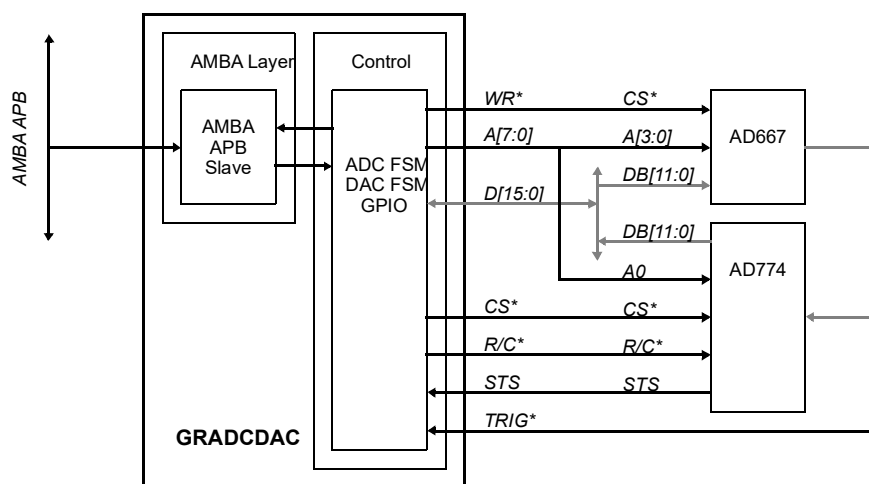 AMBA APB
AMBA Layer
AMBA
APB
Slave
Control
ADC FSM
DAC FSM
GPIO
GRADCDAC
WR* CS*
A[7:0] A[3:0]
D[15:0] DB[11:0]
DB[11:0]
A0
CS* CS*
R/C* R/C*
STS STS
TRIG*
AD667
AD774